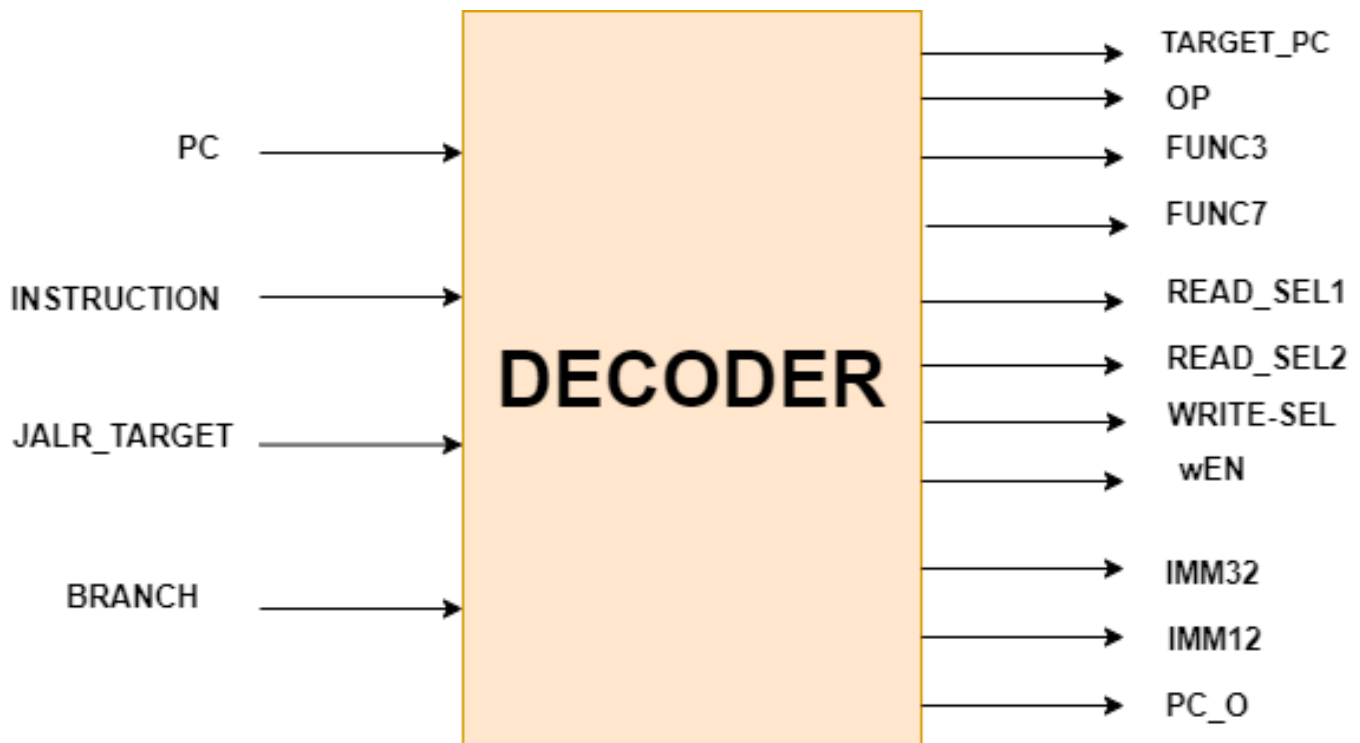 PC
INSTRUCTION
JALR_TARGET
BRANCH
DECODER
TARGET_PC
OP
FUNC3
FUNC7
READ_SEL1
READ_SEL2
WRITE-SEL
wEN
IMM32
IMM12
PC_O